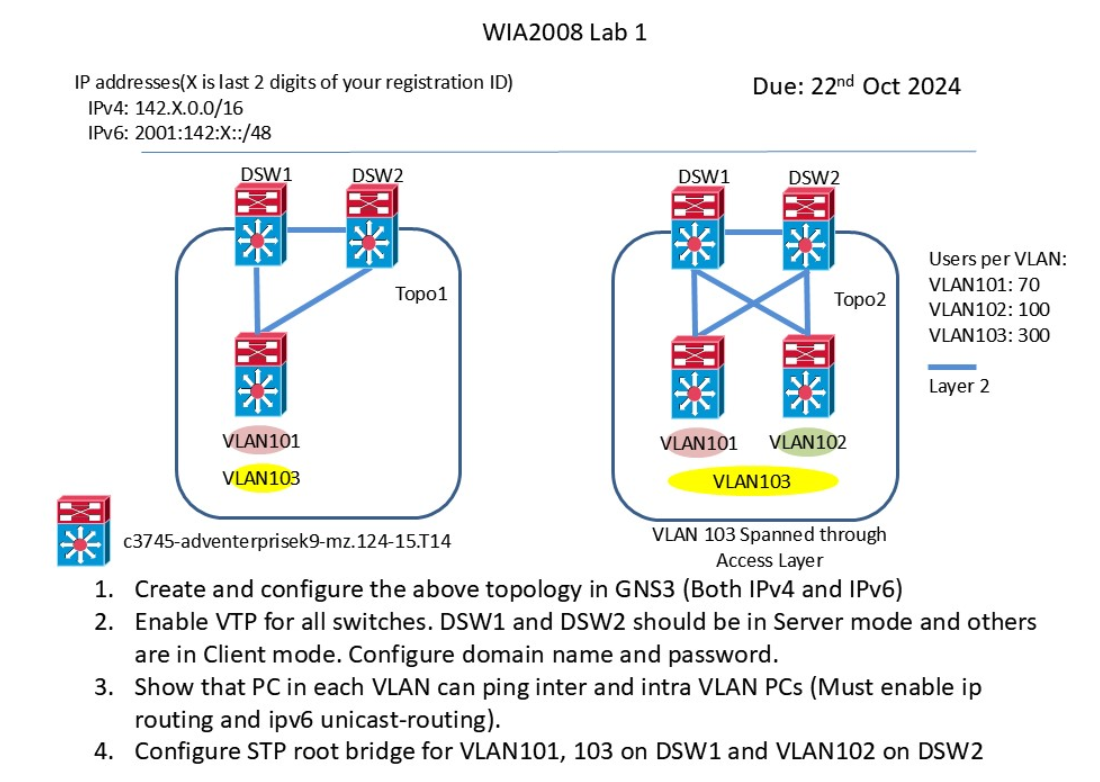 WIA2008 Lab 1
IP addresses(X is last 2 digits of your registration ID)
IPv4: 142.X.0.0/16
IPv6: 2001:142:X::/48
Due: 22nd Oct 2024
DSW1
DSW2
Topo1
VLAN101
VLAN103
DSW1
DSW2
Topo2
VLAN101
VLAN102
VLAN103
Users per VLAN:
VLAN101: 70
VLAN102: 100
VLAN103: 300
Layer 2
c3745-adventerprisek9-mz.124-15.T14
VLAN 103 Spanned through
Access Layer
1. Create and configure the above topology in GNS3 (Both IPv4 and IPv6)
2. Enable VTP for all switches. DSW1 and DSW2 should be in Server mode and others
are in Client mode. Configure domain name and password.
3. Show that PC in each VLAN can ping inter and intra VLAN PCs (Must enable ip
routing and ipv6 unicast-routing).
4. Configure STP root bridge for VLAN101, 103 on DSW1 and VLAN102 on DSW2